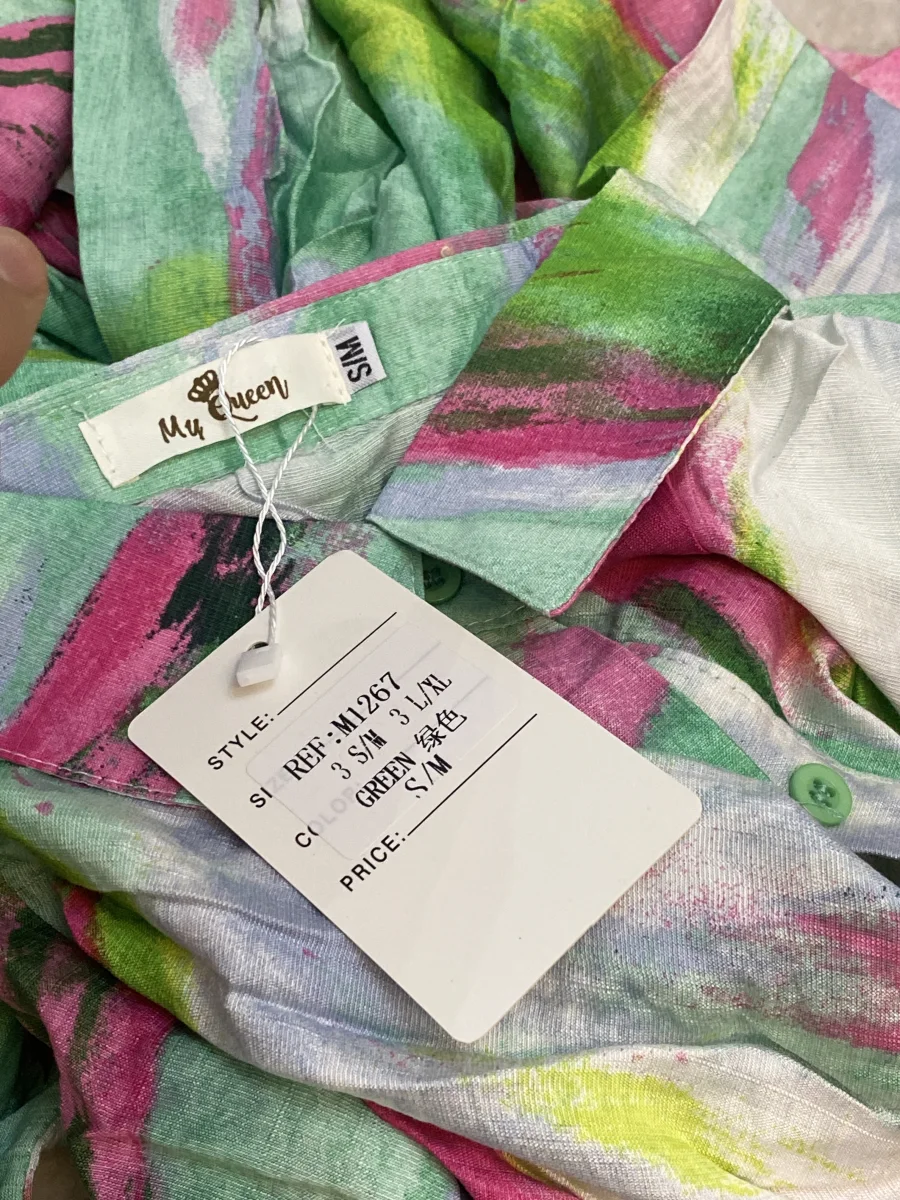 My Queen
S/M
STYLE:
REF:M1267
SIZE
3 S/M 3 L/XL
COLOR
GREEN 绿色
S/M
PRICE: